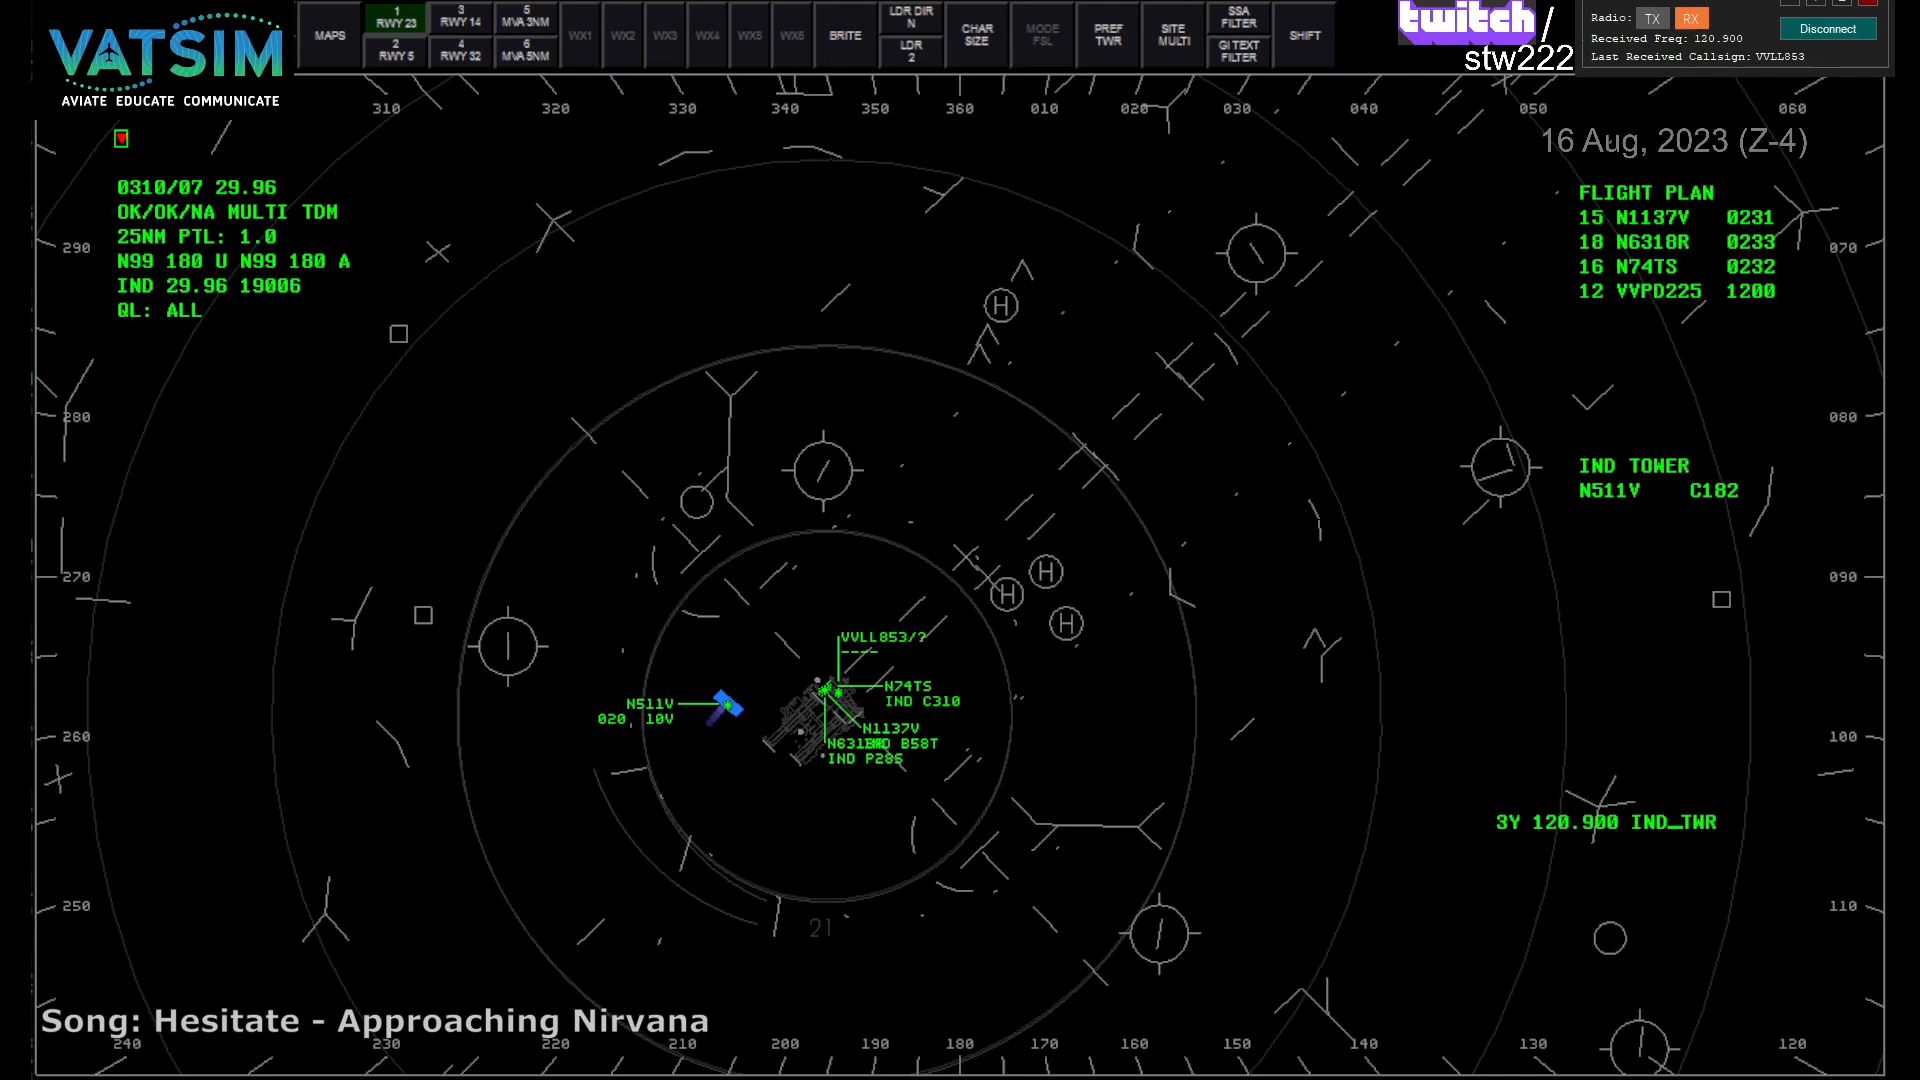 VATSIM
AVIATE EDUCATE COMMUNICATE
MAPS
1
RWY 23
2
RWY 5
3
RWY 14
4
RWY 32
5
MVA 3NM
6
MVA 5NM
WX1
WX2
WX3
WX4
WX5
WX6
BRITE
LDR DIR
N
LDR
2
CHAR
SIZE
MODE
FSL
PREF
TWR
SITE
MULTI
SSA
FILTER
GI TEXT
FILTER
SHIFT
twitch /
stw222
Radio: TX RX
Received Freq: 120.900
Last Received Callsign: VVLL853
Disconnect
310 320 330 340 350 360 010 020 030 040 050 060
16 Aug, 2023 (Z-4)
0310/07 29.96
OK/OK/NA MULTI TDM
25NM PTL: 1.0
N99 180 U N99 180 A
IND 29.96 19006
QL: ALL
FLIGHT PLAN
15 N1137V 0231
18 N6318R 0233
16 N74TS 0232
12 VVPD225 1200
290
070
H
280
080
IND TOWER
N511V C182
270
090
H
H
H
VVLL853/?
N74TS
IND C310
N511V
020 10V
N1137V
IND B58T
N6318R
IND P28S
260
100
3Y 120.900 IND_TWR
250
110
21
Song: Hesitate - Approaching Nirvana
240 230 220 210 200 190 180 170 160 150 140 130 120